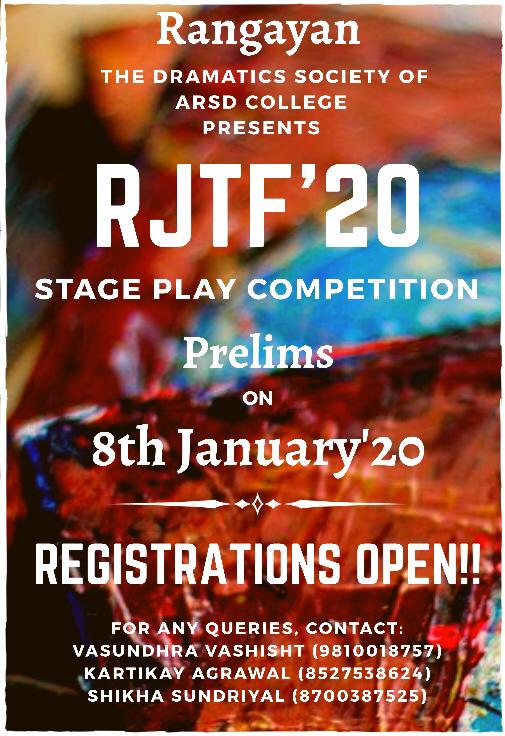 Rangayan
THE DRAMATICS SOCIETY OF
ARSD COLLEGE
PRESENTS
RJTF'20
STAGE PLAY COMPETITION
Prelims
ON
8th January'20
REGISTRATIONS OPEN!!
FOR ANY QUERIES, CONTACT:
VASUNDHRA VASHISHT (9810018757)
KARTIKAY AGRAWAL (8527538624)
SHIKHA SUNDRIYAL (8700387525)